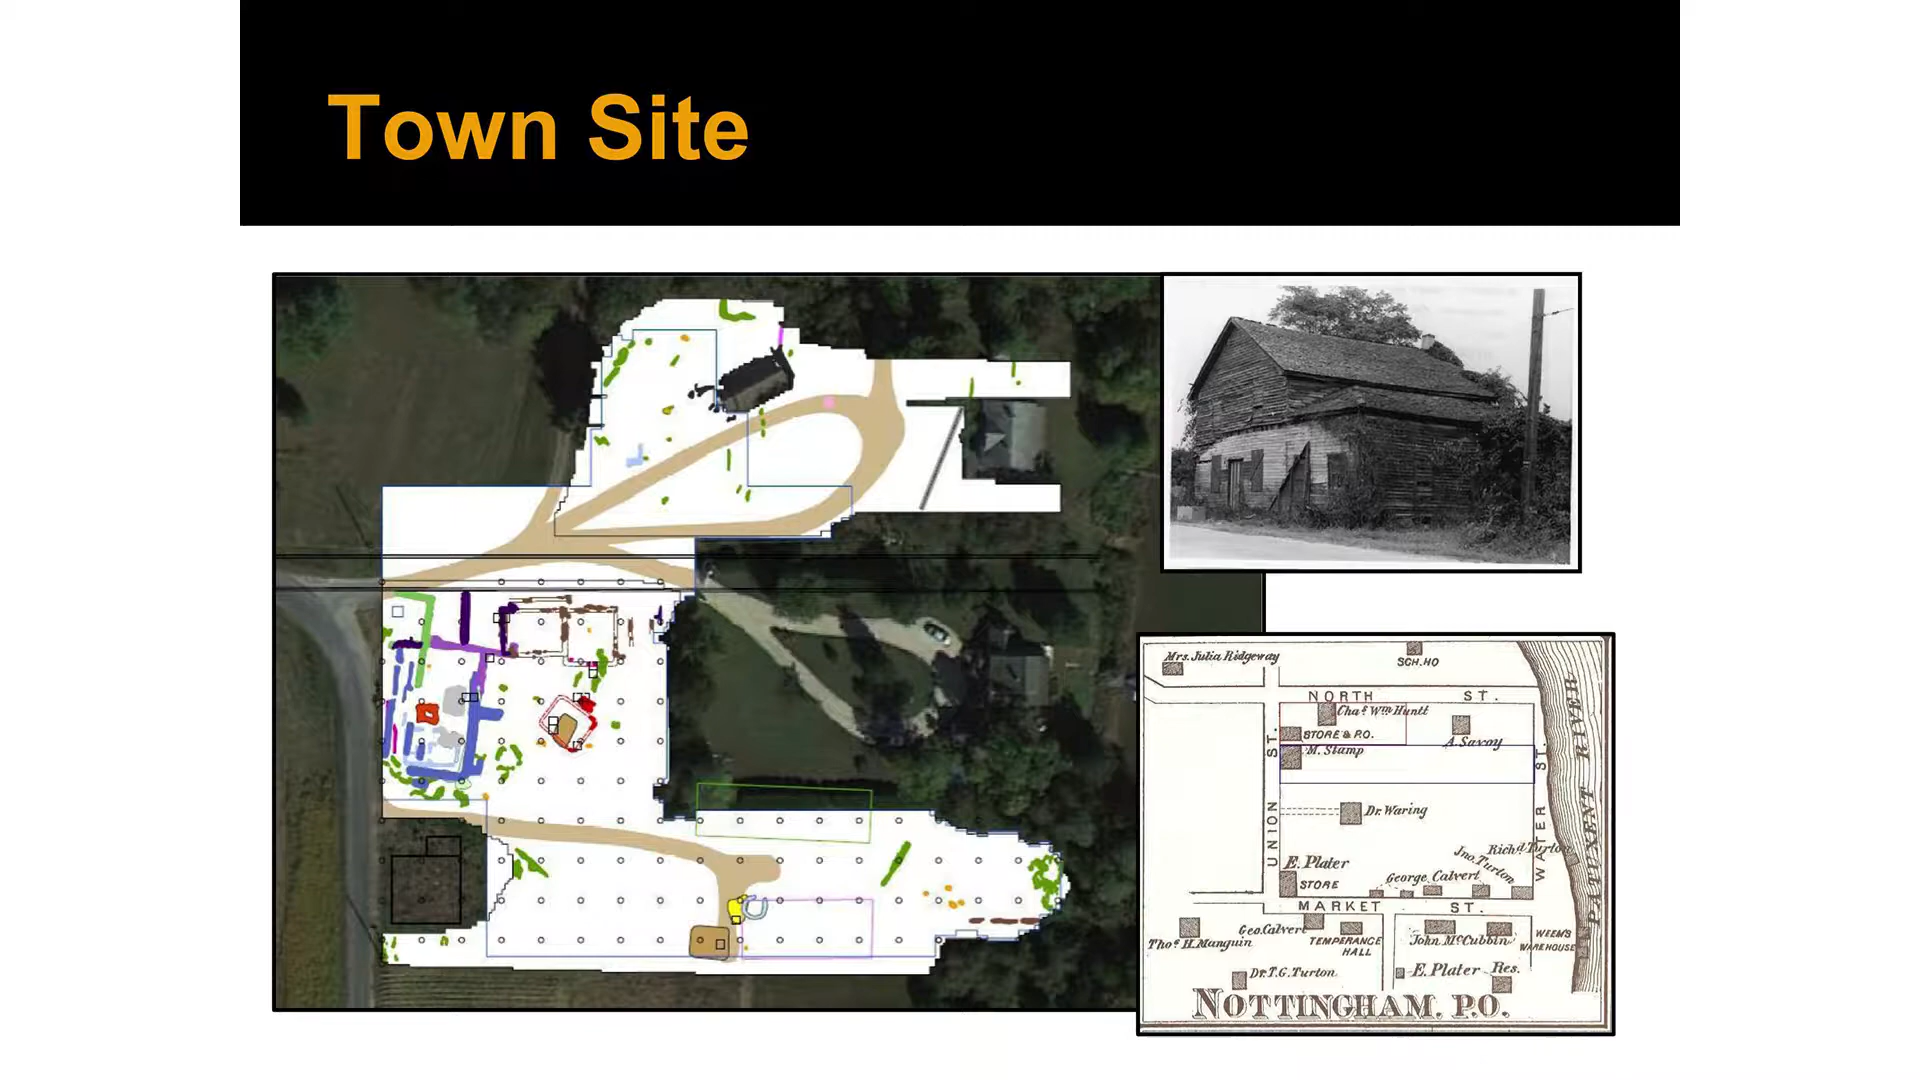 Town Site
Mrs. Julia Ridgeway
SCH. HO
NORTH ST.
Chas. Wm. Huntt
STORE & P.O.
A. Savoy
M. Stamp
UNION ST.
WATER ST.
PATUXENT RIVER
Dr. Waring
Richd. Turton
Jno. Turton
E. Plater
George Calvert
STORE
MARKET ST.
Geo. Calvert
Thos. H. Manguin
TEMPERANCE
HALL
John McCubbin
WEEM'S
WAREHOUSE
Dr. T. G. Turton
E. Plater Res.
NOTTINGHAM. P.O.